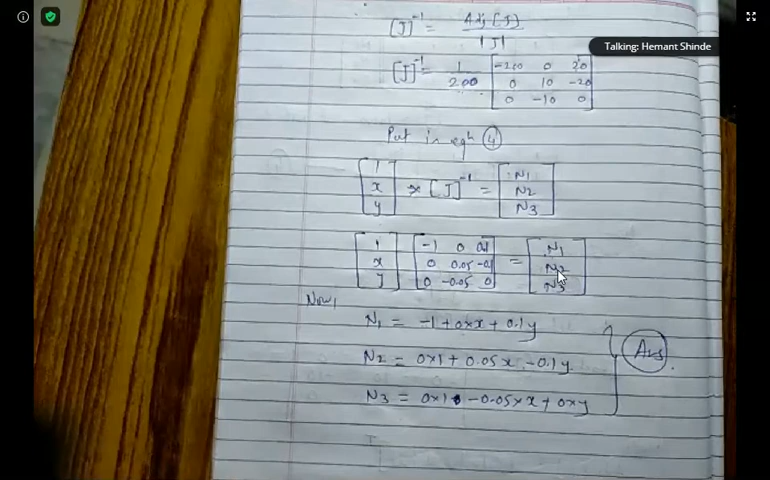 [J]⁻¹ = Adj [J] / |J|
Talking: Hemant Shinde
[J]⁻¹ = 1/200 [-200 0 20
0 10 -20
0 -10 0]
Put in eqn (4)
[1 x y] × [J]⁻¹ = [N1 N2 N3]
[1 x y] [-1 0 0.1
0 0.05 -0.1
0 -0.05 0] = [N1 N2 N3]
Now,
N1 = -1 + 0×x + 0.1y
N2 = 0×1 + 0.05x - 0.1y
Ans.
N3 = 0×1 - 0.05×x + 0×y